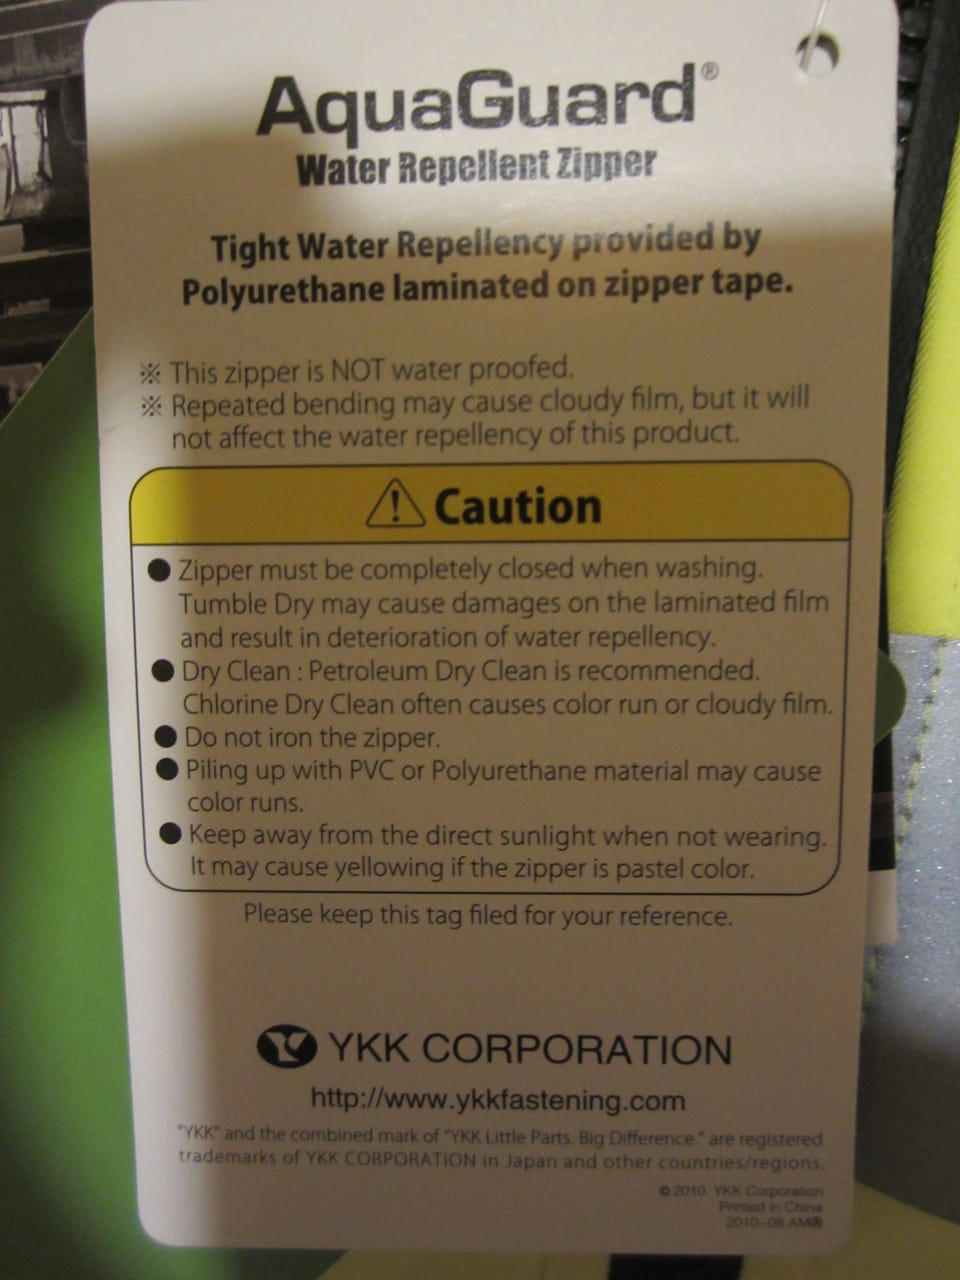 AquaGuard®
Water Repellent Zipper
Tight Water Repellency provided by
Polyurethane laminated on zipper tape.
※ This zipper is NOT water proofed.
※ Repeated bending may cause cloudy film, but it will
not affect the water repellency of this product.
Caution
● Zipper must be completely closed when washing.
Tumble Dry may cause damages on the laminated film
and result in deterioration of water repellency.
● Dry Clean : Petroleum Dry Clean is recommended.
Chlorine Dry Clean often causes color run or cloudy film.
● Do not iron the zipper.
● Piling up with PVC or Polyurethane material may cause
color runs.
● Keep away from the direct sunlight when not wearing.
It may cause yellowing if the zipper is pastel color.
Please keep this tag filed for your reference.
YKK CORPORATION
http://www.ykkfastening.com
"YKK" and the combined mark of "YKK Little Parts. Big Difference." are registered
trademarks of YKK CORPORATION in Japan and other countries/regions.
© 2010. YKK Corporation
Printed in China
2010-08 AM